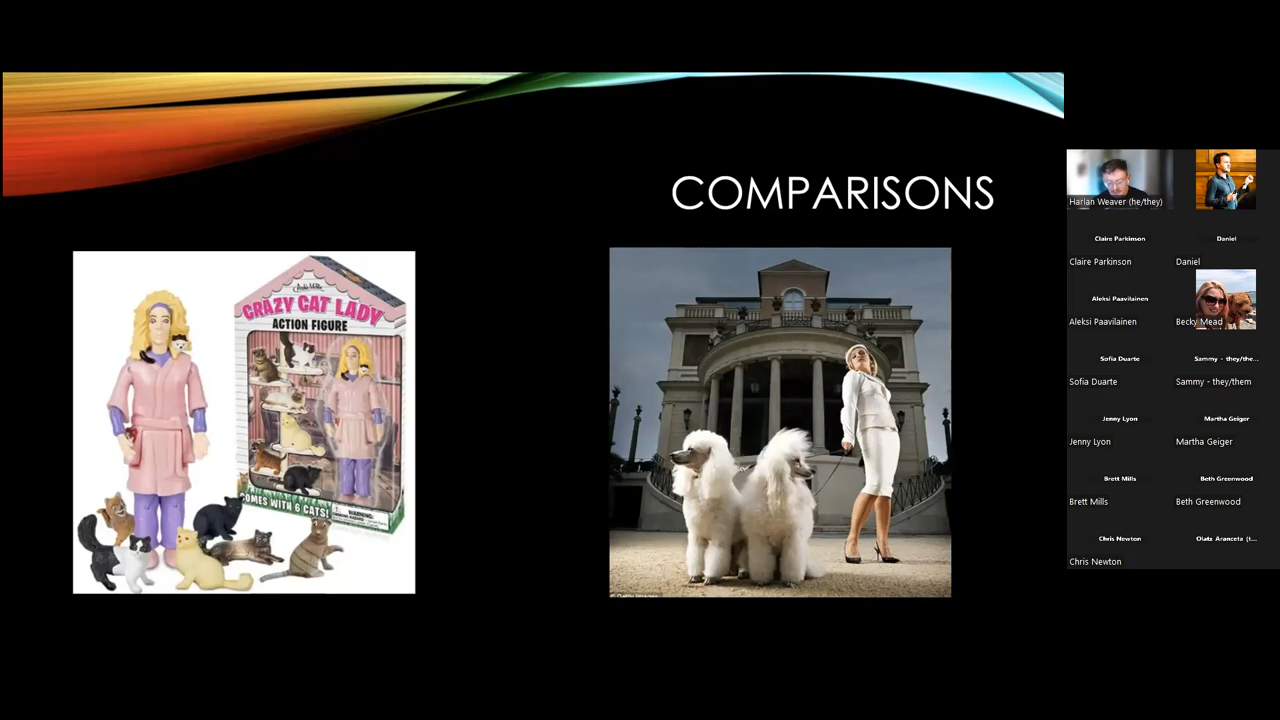 COMPARISONS
Archie McPhee
CRAZY CAT LADY
ACTION FIGURE
COMES WITH 6 CATS!
WARNING:
Harlan Weaver (he/they)
Claire Parkinson
Daniel
Claire Parkinson
Daniel
Aleksi Paavilainen
Aleksi Paavilainen
Becky Mead
Sofia Duarte
Sammy - they/the...
Sofia Duarte
Sammy - they/them
Jenny Lyon
Martha Geiger
Jenny Lyon
Martha Geiger
Brett Mills
Beth Greenwood
Brett Mills
Beth Greenwood
Chris Newton
Olatz Aranceta (t...
Chris Newton